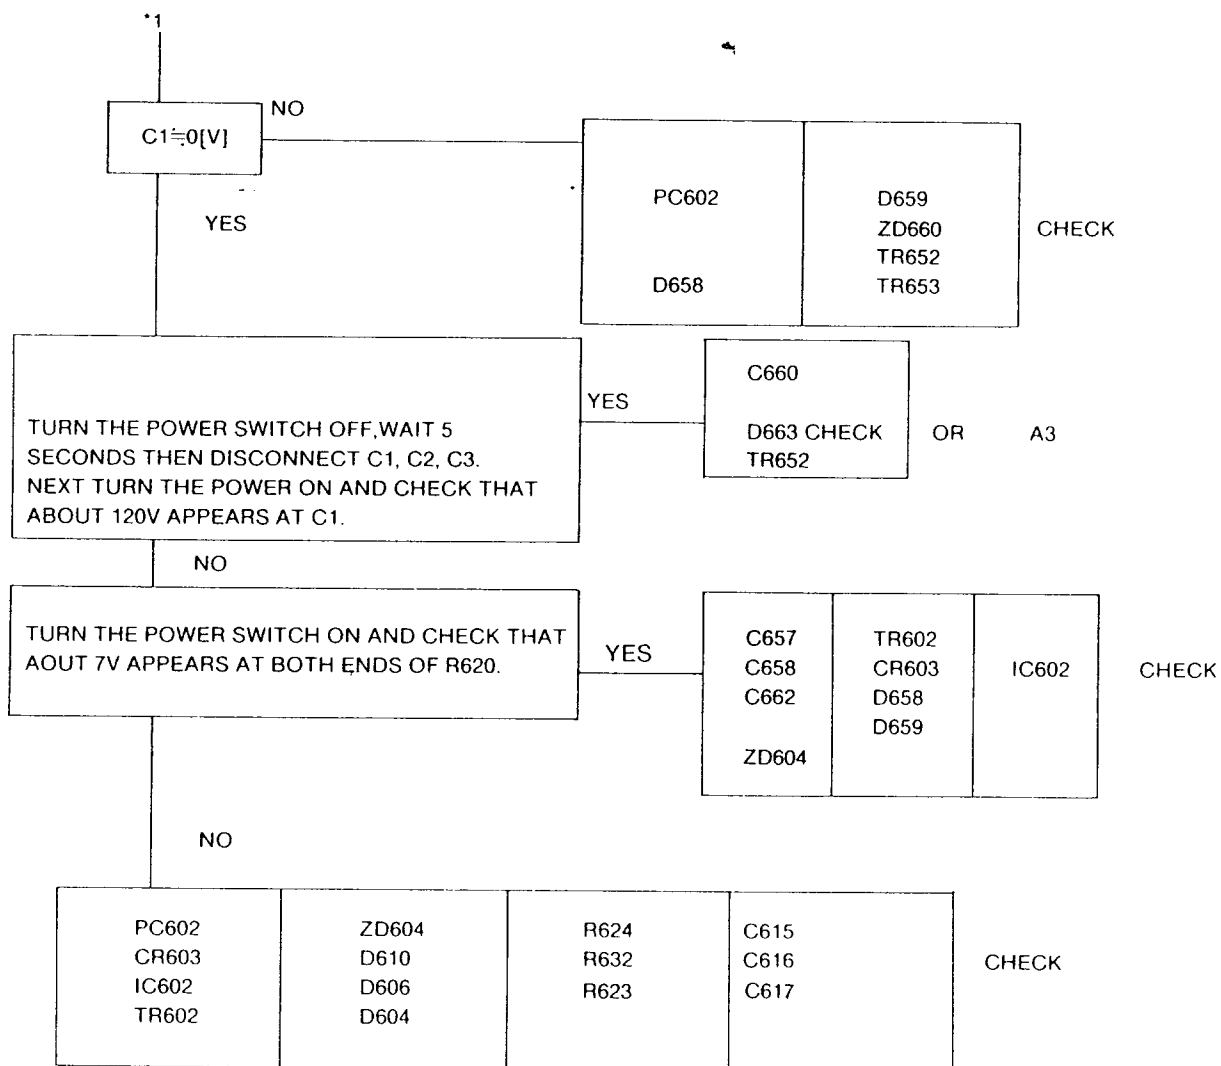 *1
C1≒0[V]
NO
YES
PC602
D658
D659
ZD660
TR652
TR653
CHECK
TURN THE POWER SWITCH OFF,WAIT 5
SECONDS THEN DISCONNECT C1, C2, C3.
NEXT TURN THE POWER ON AND CHECK THAT
ABOUT 120V APPEARS AT C1.
YES
C660
D663 CHECK
TR652
OR
A3
NO
TURN THE POWER SWITCH ON AND CHECK THAT
AOUT 7V APPEARS AT BOTH ENDS OF R620.
YES
C657
C658
C662
ZD604
TR602
CR603
D658
D659
IC602
CHECK
NO
PC602
CR603
IC602
TR602
ZD604
D610
D606
D604
R624
R632
R623
C615
C616
C617
CHECK